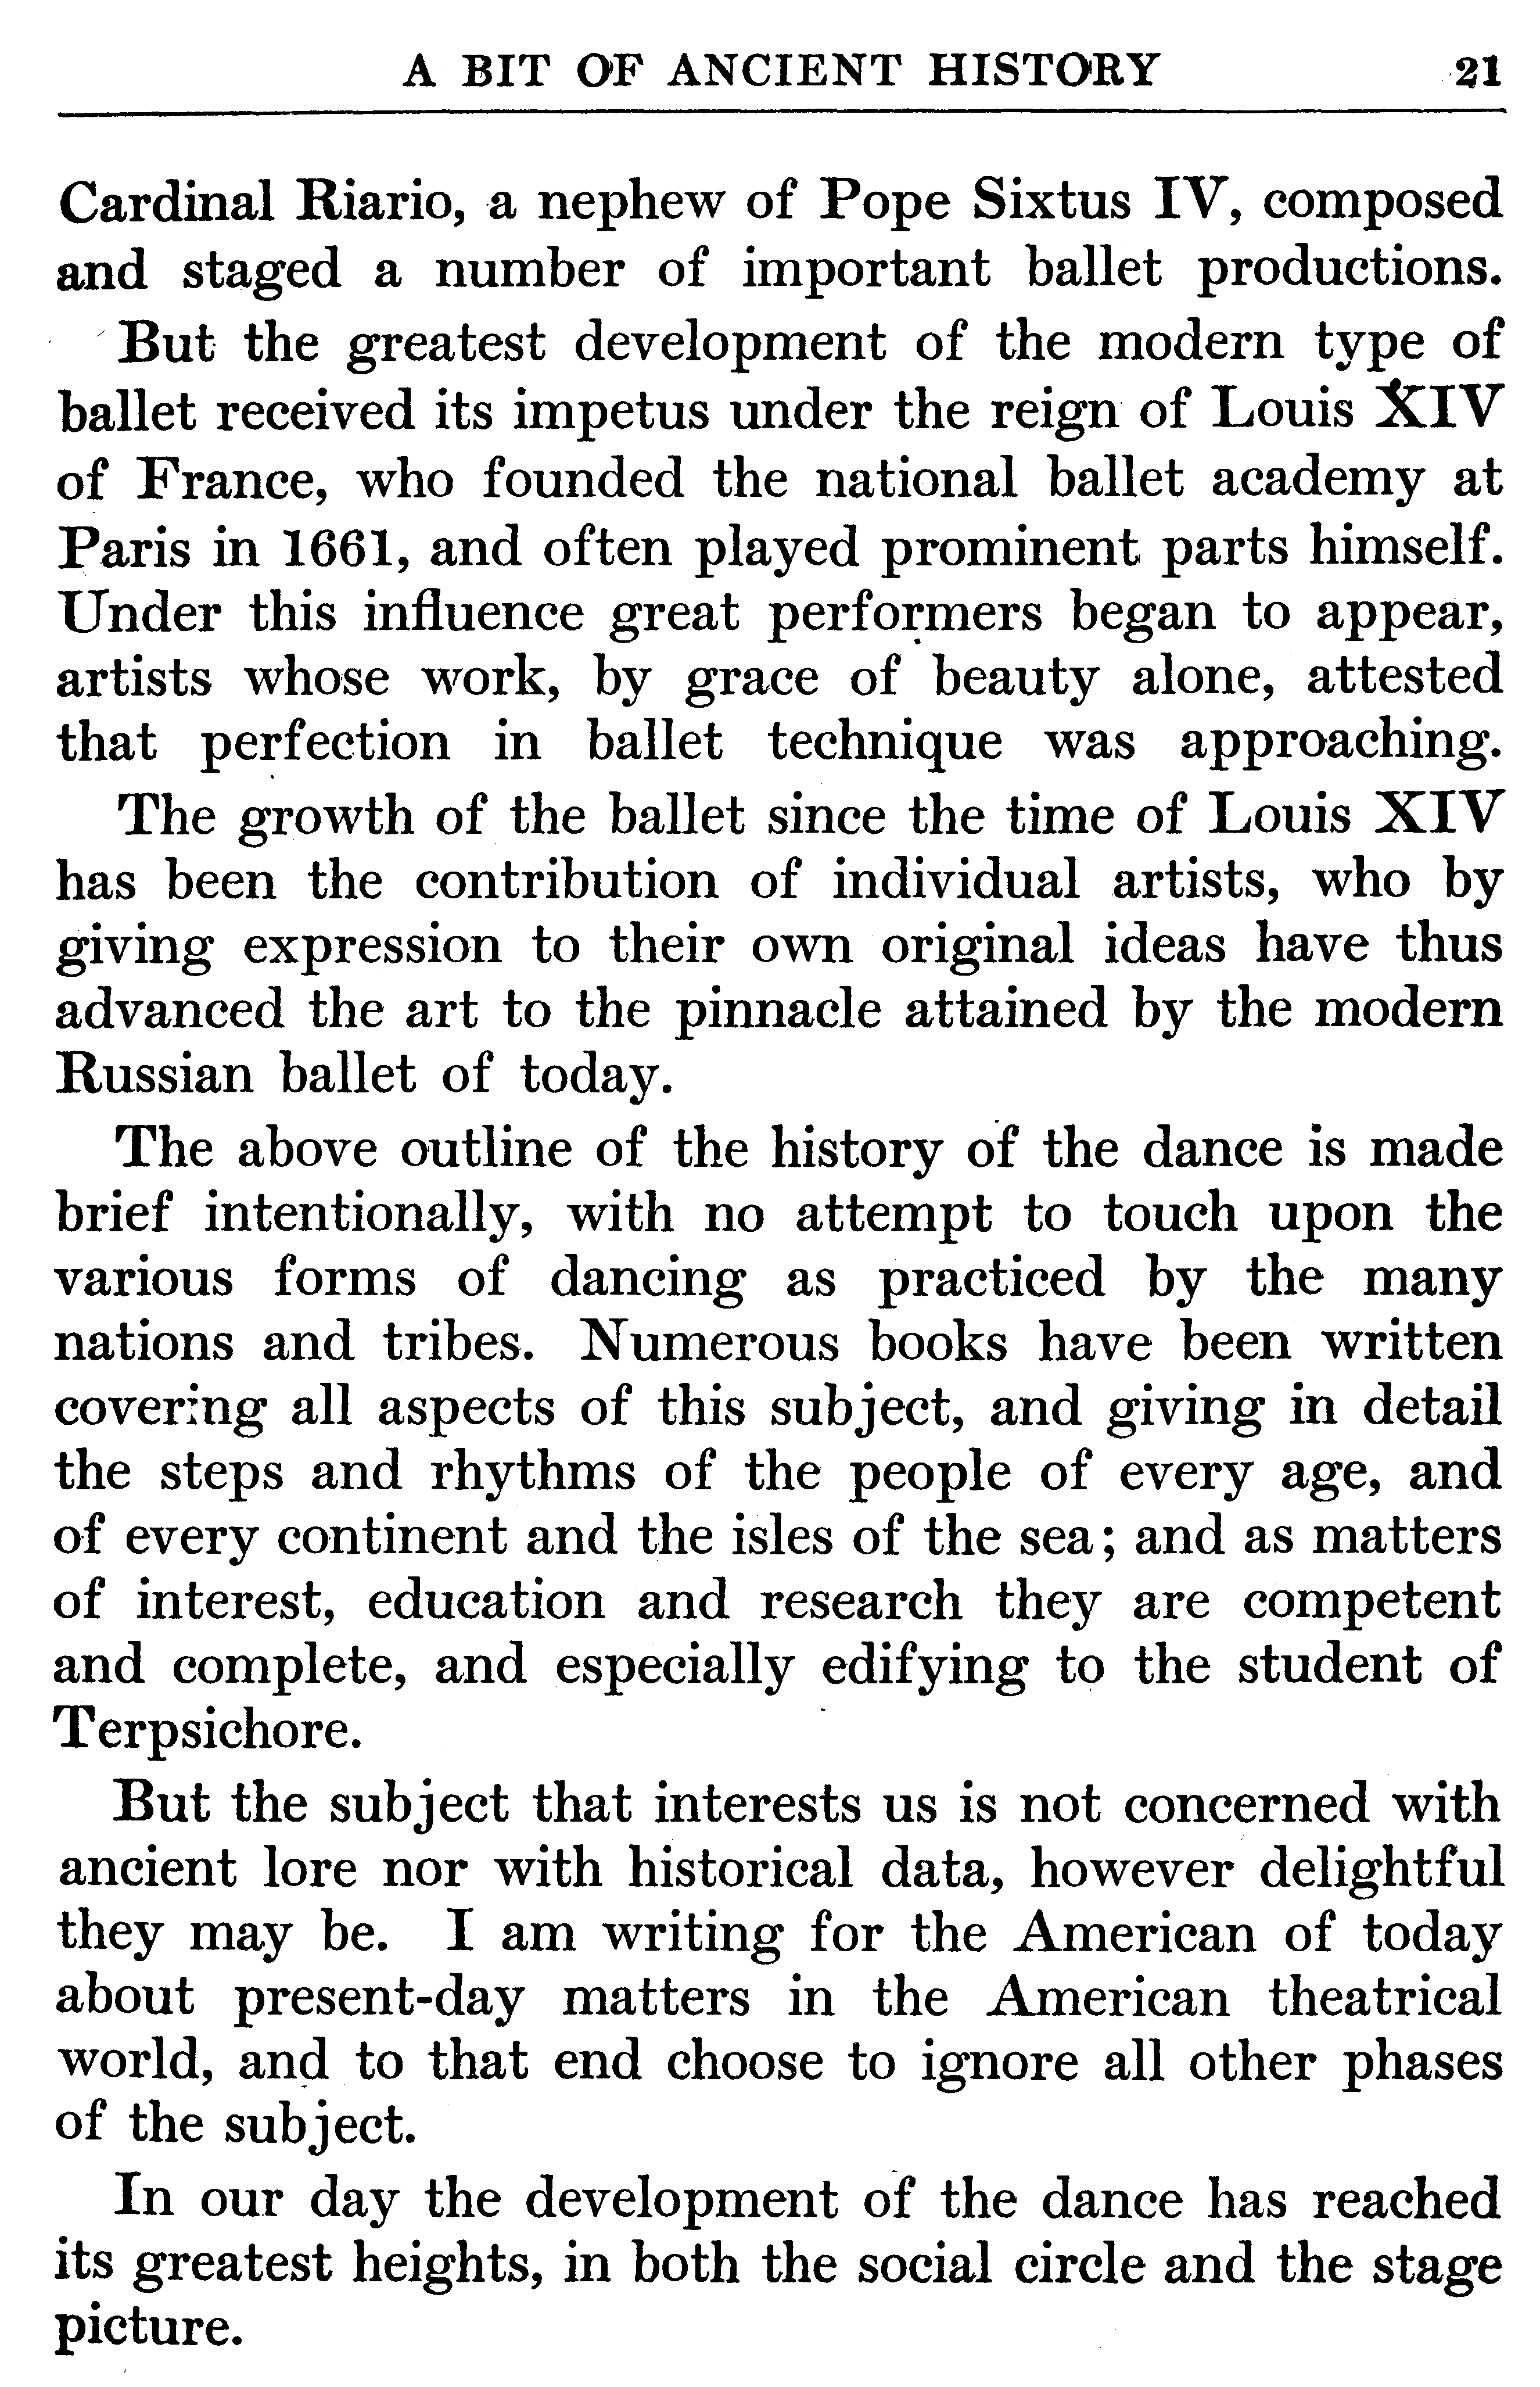 A BIT OF ANCIENT HISTORY 21
Cardinal Riario, a nephew of Pope Sixtus IV, composed
and staged a number of important ballet productions.
But the greatest development of the modern type of
ballet received its impetus under the reign of Louis XIV
of France, who founded the national ballet academy at
Paris in 1661, and often played prominent parts himself.
Under this influence great performers began to appear,
artists whose work, by grace of beauty alone, attested
that perfection in ballet technique was approaching.
The growth of the ballet since the time of Louis XIV
has been the contribution of individual artists, who by
giving expression to their own original ideas have thus
advanced the art to the pinnacle attained by the modern
Russian ballet of today.
The above outline of the history of the dance is made
brief intentionally, with no attempt to touch upon the
various forms of dancing as practiced by the many
nations and tribes. Numerous books have been written
covering all aspects of this subject, and giving in detail
the steps and rhythms of the people of every age, and
of every continent and the isles of the sea; and as matters
of interest, education and research they are competent
and complete, and especially edifying to the student of
Terpsichore.
But the subject that interests us is not concerned with
ancient lore nor with historical data, however delightful
they may be. I am writing for the American of today
about present-day matters in the American theatrical
world, and to that end choose to ignore all other phases
of the subject.
In our day the development of the dance has reached
its greatest heights, in both the social circle and the stage
picture.